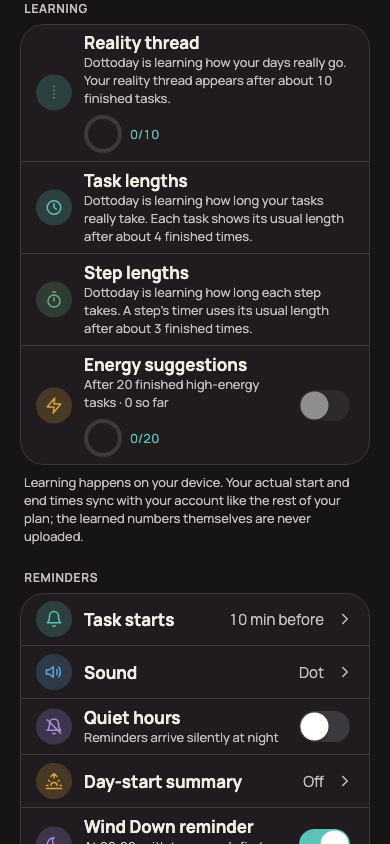 LEARNING
Reality thread
Dottoday is learning how your days really go.
Your reality thread appears after about 10
finished tasks.
0/10
Task lengths
Dottoday is learning how long your tasks
really take. Each task shows its usual length
after about 4 finished times.
Step lengths
Dottoday is learning how long each step
takes. A step's timer uses its usual length
after about 3 finished times.
Energy suggestions
After 20 finished high-energy
tasks · 0 so far
0/20
Learning happens on your device. Your actual start and
end times sync with your account like the rest of your
plan; the learned numbers themselves are never
uploaded.
REMINDERS
Task starts
10 min before
Sound
Dot
Quiet hours
Reminders arrive silently at night
Day-start summary
Off
Wind Down reminder